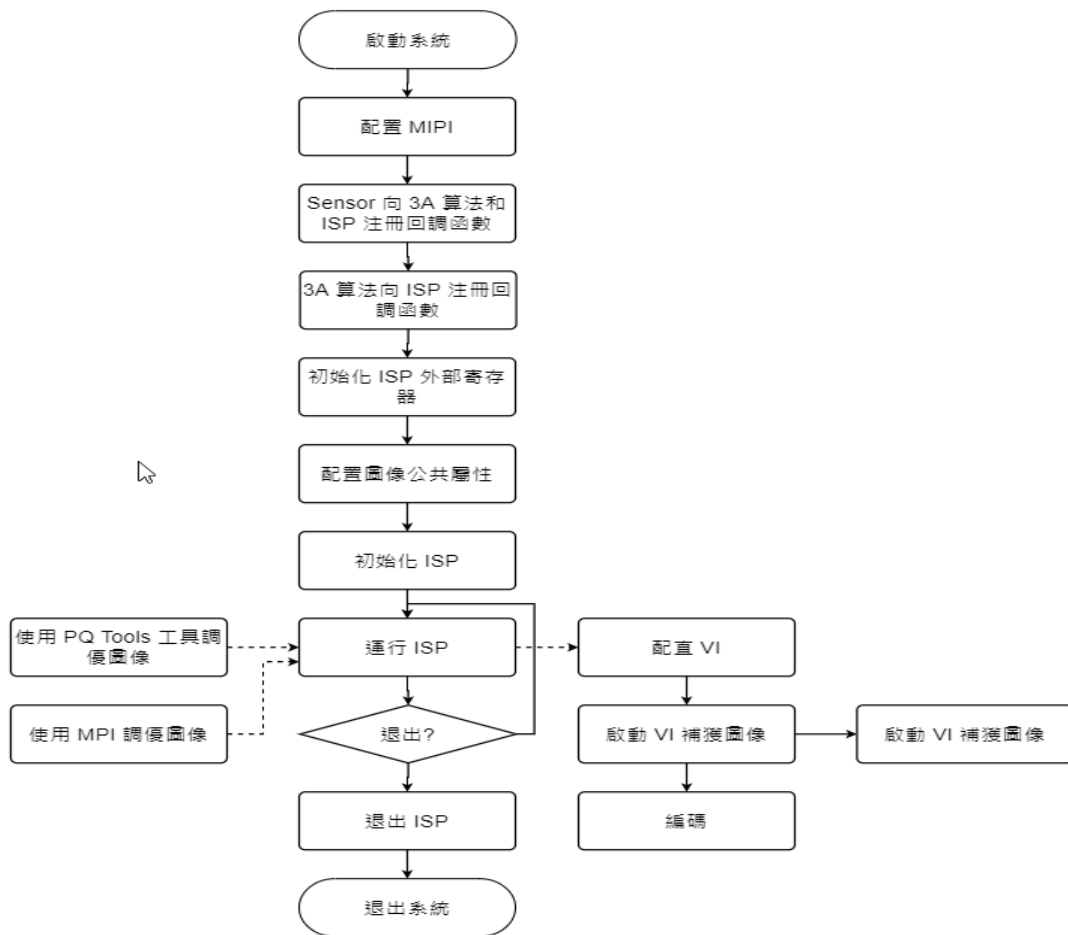 啟動系統
配置 MIPI
Sensor 向 3A 算法和
ISP 注冊回調函數
3A 算法向 ISP 注冊回
調函數
初始化 ISP 外部寄存
器
配置圖像公共屬性
初始化 ISP
使用 PQ Tools 工具調
優圖像
運行 ISP
配直 VI
使用 MPI 調優圖像
退出?
啟動 VI 補獲圖像
啟動 VI 補獲圖像
退出 ISP
編碼
退出系統